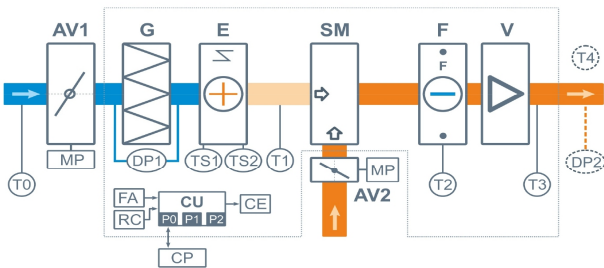 AV1 G E SM F V
T4
F
MP DP1 TS1 TS2 T1 MP DP2
T0 AV2 T2 T3
FA CU CE
RC P0 P1 P2
CP